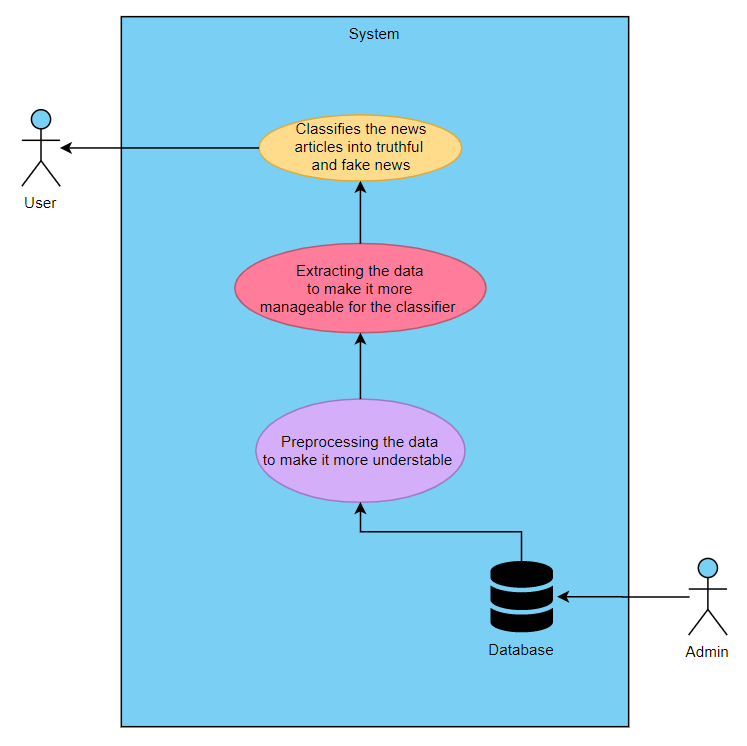 System
Classifies the news
articles into truthful
and fake news
User
Extracting the data
to make it more
manageable for the classifier
Preprocessing the data
to make it more understable
Database
Admin